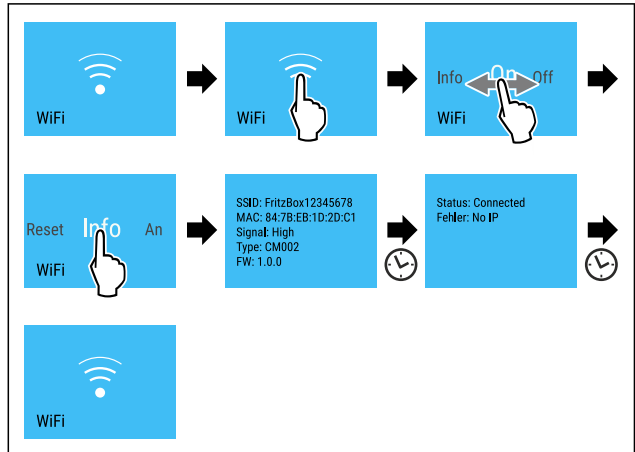 WiFi
WiFi
Info On Off
WiFi
Reset Info An
WiFi
SSID: FritzBox12345678
MAC: 84:7B:EB:1D:2D:C1
Signal: High
Type: CM002
FW: 1.0.0
Status: Connected
Fehler: No IP
WiFi